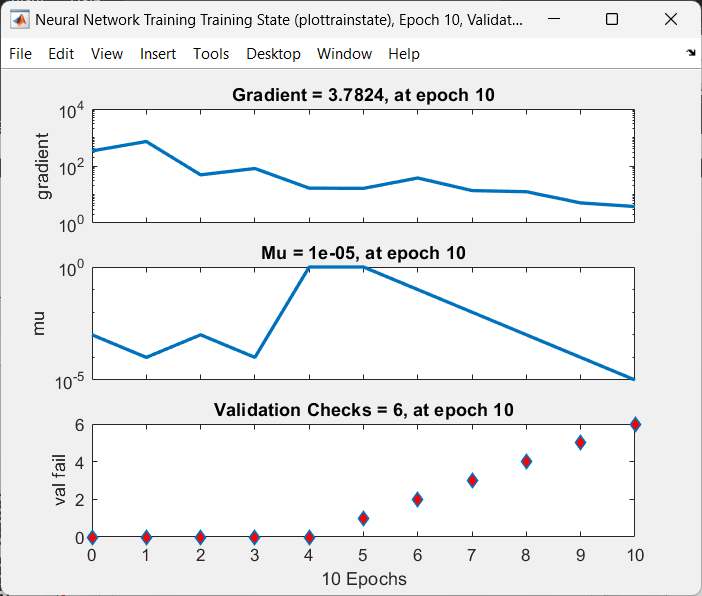 Neural Network Training Training State (plottrainstate), Epoch 10, Validat...
File Edit View Insert Tools Desktop Window Help
Gradient = 3.7824, at epoch 10
10^4
10^2
10^0
gradient
Mu = 1e-05, at epoch 10
10^0
10^-5
mu
Validation Checks = 6, at epoch 10
6
4
2
0
val fail
0 1 2 3 4 5 6 7 8 9 10
10 Epochs